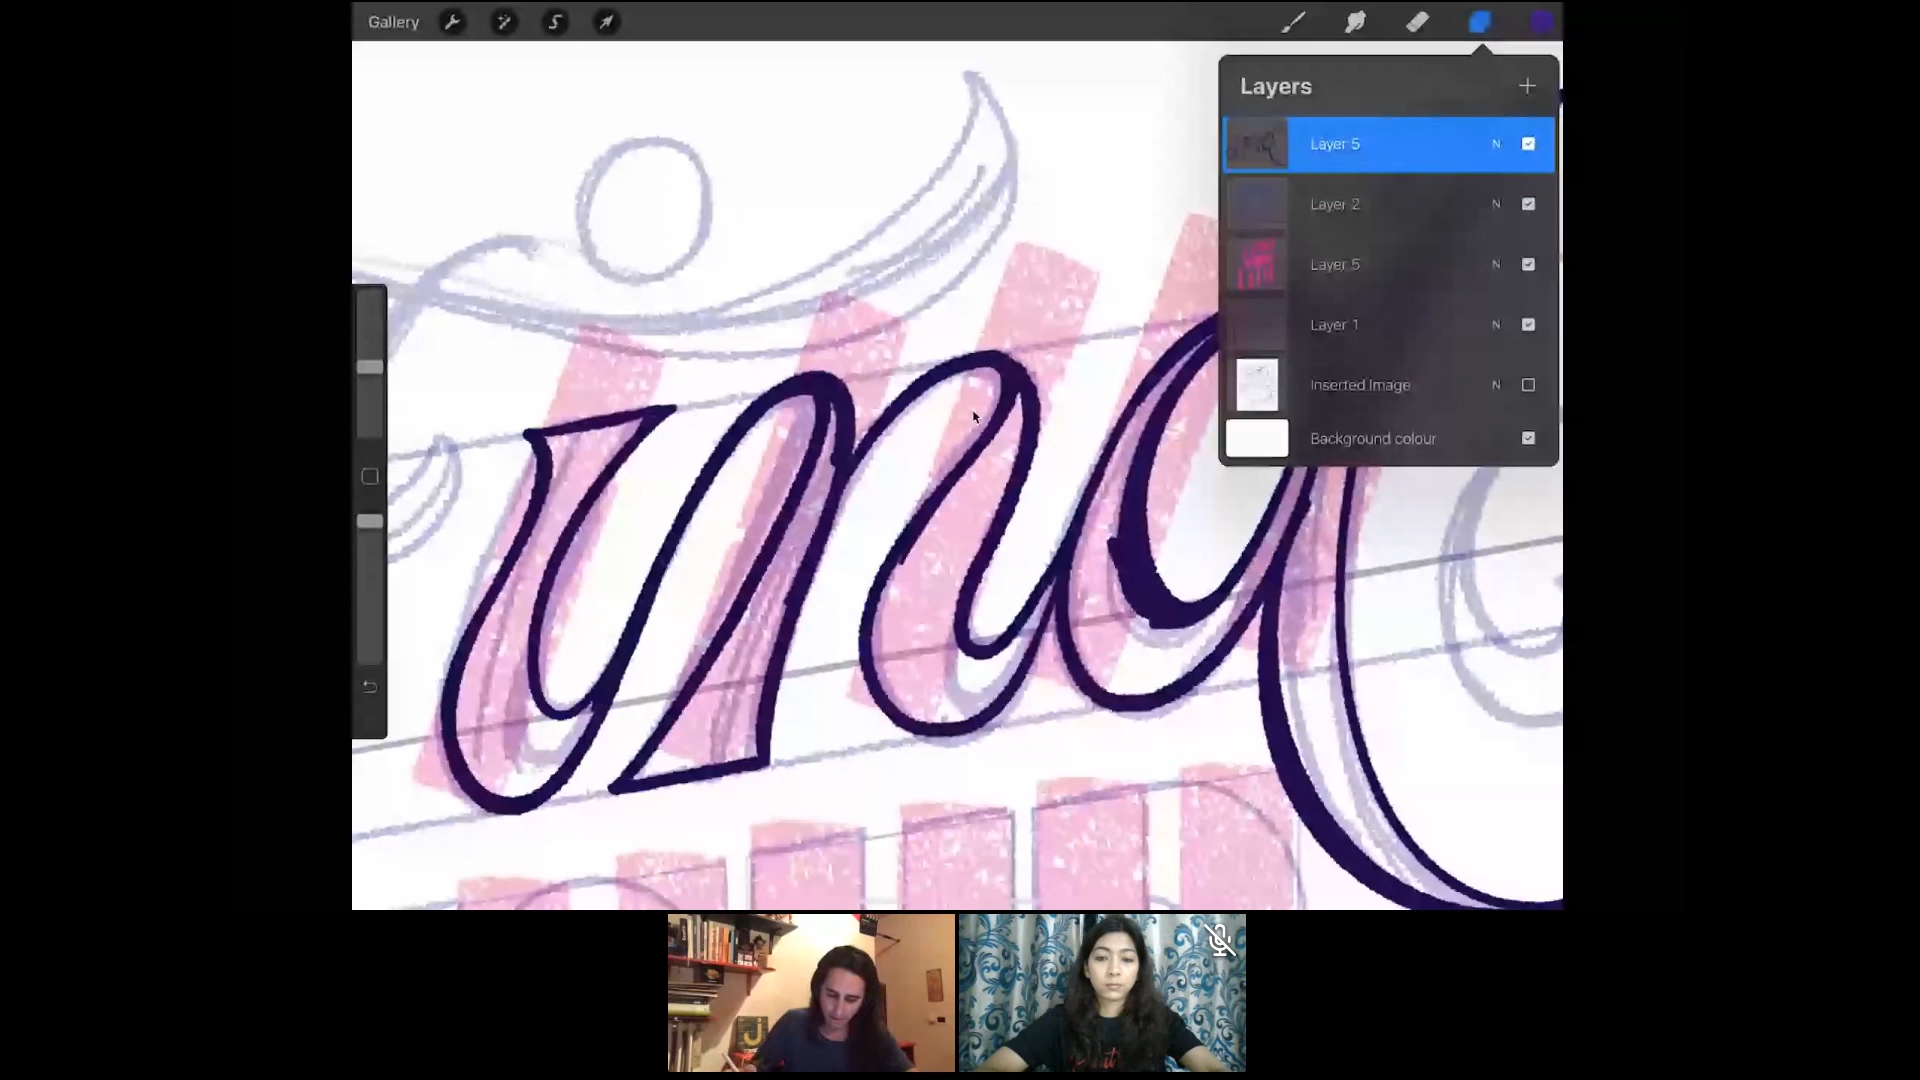 Gallery
Layers
Layer 5 N
Layer 2 N
Layer 5 N
Layer 1 N
Inserted Image N
Background colour